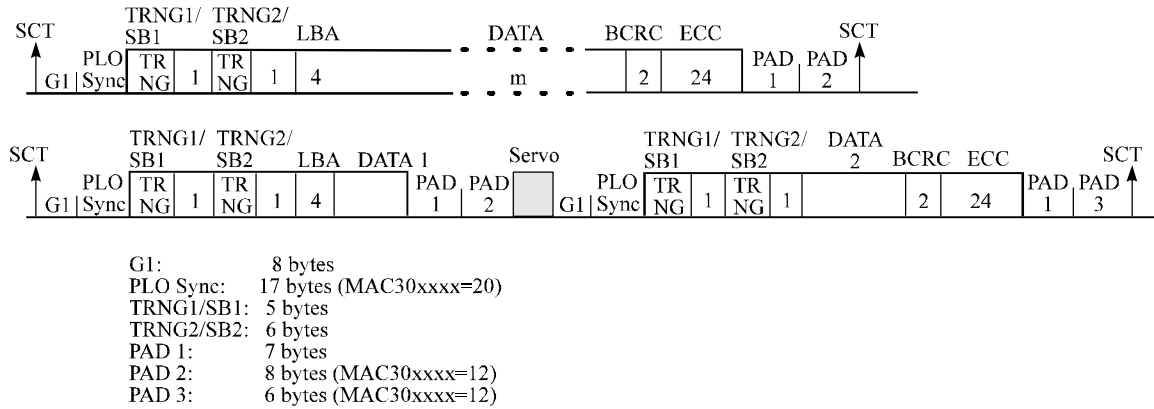 TRNG1/ TRNG2/
SCT SB1 SB2 LBA DATA BCRC ECC SCT
PLO TR TR PAD PAD
G1 Sync NG 1 NG 1 4 m 2 24 1 2
TRNG1/ TRNG2/ TRNG1/ TRNG2/ DATA
SCT SB1 SB2 LBA DATA 1 Servo SB1 SB2 2 BCRC ECC SCT
PLO TR TR PAD PAD PLO TR TR PAD PAD
G1 Sync NG 1 NG 1 4 1 2 G1 Sync NG 1 NG 1 2 24 1 3
G1: 8 bytes
PLO Sync: 17 bytes (MAC30xxxx=20)
TRNG1/SB1: 5 bytes
TRNG2/SB2: 6 bytes
PAD 1: 7 bytes
PAD 2: 8 bytes (MAC30xxxx=12)
PAD 3: 6 bytes (MAC30xxxx=12)